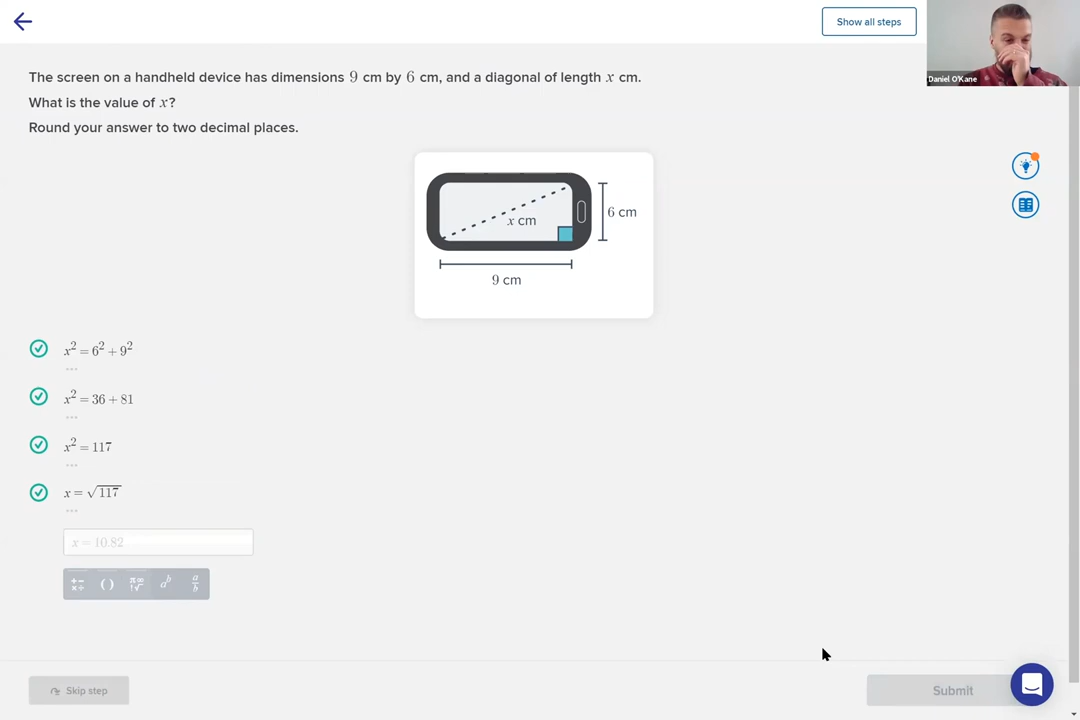 Show all steps
Daniel O'Kane
The screen on a handheld device has dimensions 9 cm by 6 cm, and a diagonal of length x cm.
What is the value of x?
Round your answer to two decimal places.
x cm
6 cm
9 cm
x² = 6² + 9²
x² = 36 + 81
x² = 117
x = √117
x = 10.82
+ − × ÷ ( ) π ∞ ! √ aᵇ a/b
Skip step
Submit